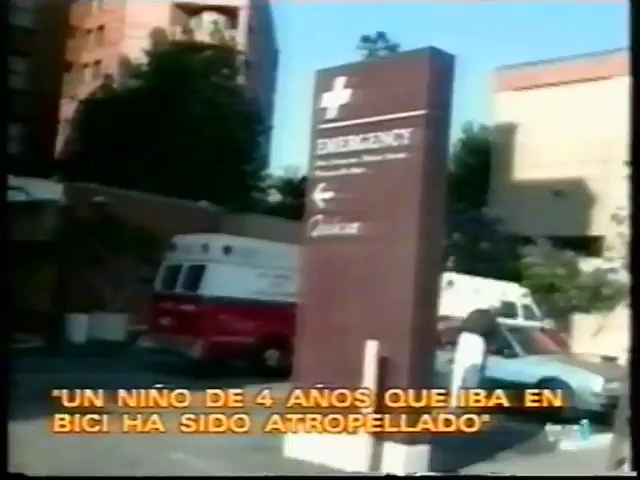 EMERGENCY
"UN NIÑO DE 4 AÑOS QUE IBA EN
BICI HA SIDO ATROPELLADO"